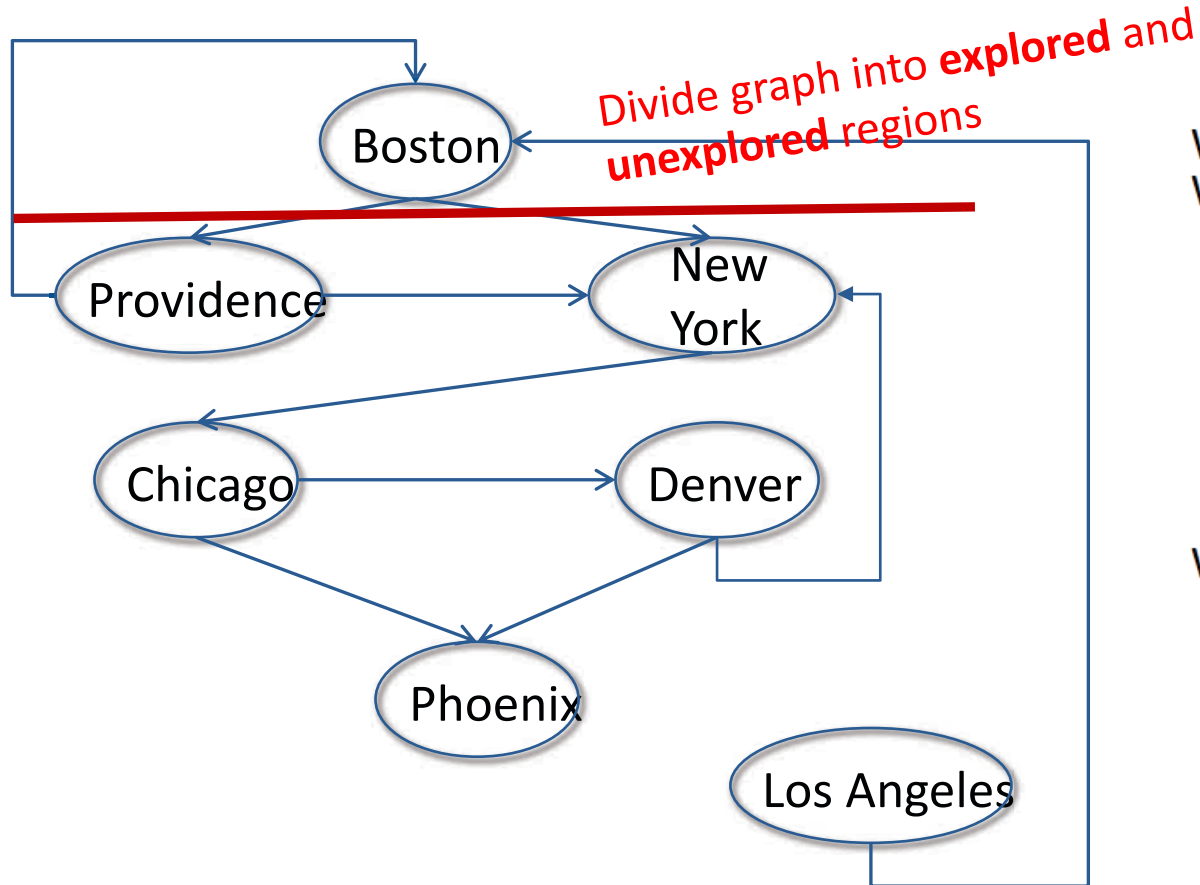 Divide graph into explored and
unexplored regions
Boston
Providence
New
York
Chicago
Denver
Phoenix
Los Angeles